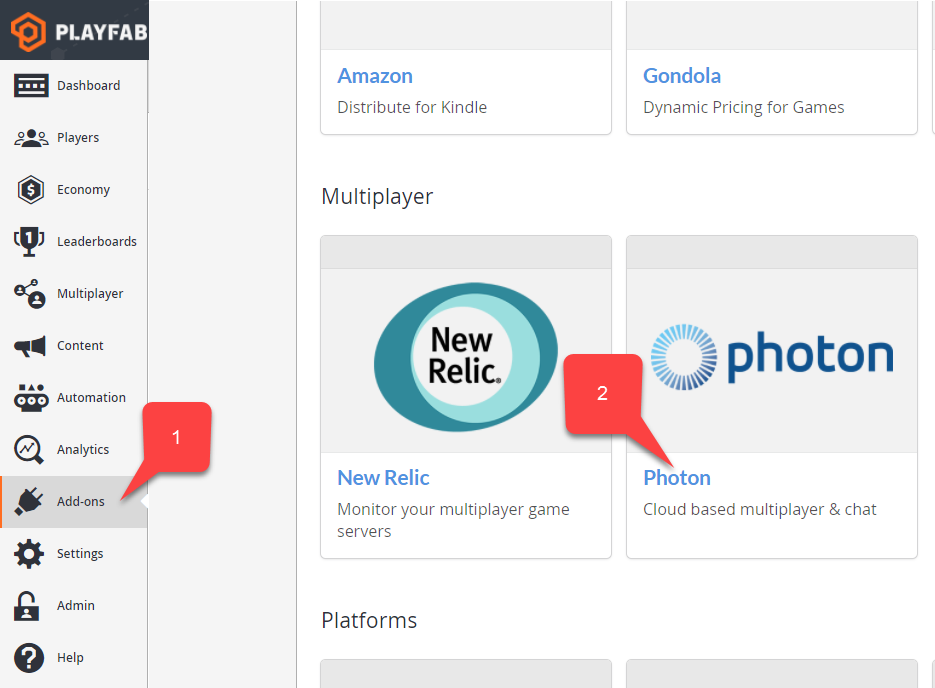 PLAYFAB
Dashboard
Players
Economy
Leaderboards
Multiplayer
Content
Automation
Analytics
Add-ons
Settings
Admin
Help
1
Amazon
Distribute for Kindle
Gondola
Dynamic Pricing for Games
Multiplayer
New
Relic.
New Relic
Monitor your multiplayer game
servers
photon
2
Photon
Cloud based multiplayer & chat
Platforms